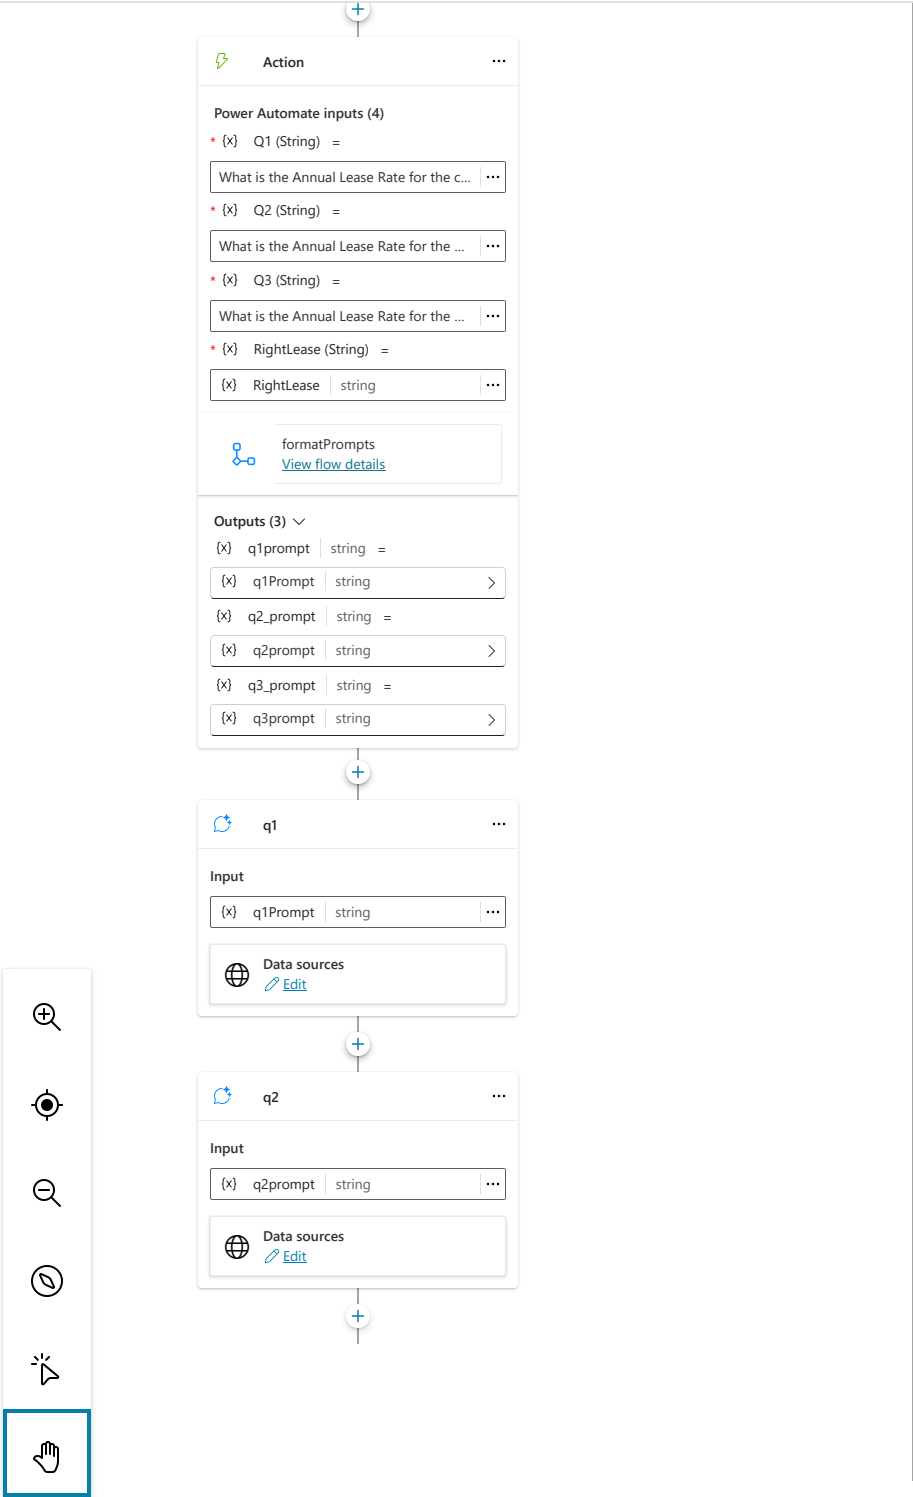 Action
Power Automate inputs (4)
* {x} Q1 (String) =
What is the Annual Lease Rate for the c...
* {x} Q2 (String) =
What is the Annual Lease Rate for the ...
* {x} Q3 (String) =
What is the Annual Lease Rate for the ...
* {x} RightLease (String) =
{x} RightLease string
formatPrompts
View flow details
Outputs (3)
{x} q1prompt string =
{x} q1Prompt string
{x} q2_prompt string =
{x} q2prompt string
{x} q3_prompt string =
{x} q3prompt string
q1
Input
{x} q1Prompt string
Data sources
Edit
q2
Input
{x} q2prompt string
Data sources
Edit